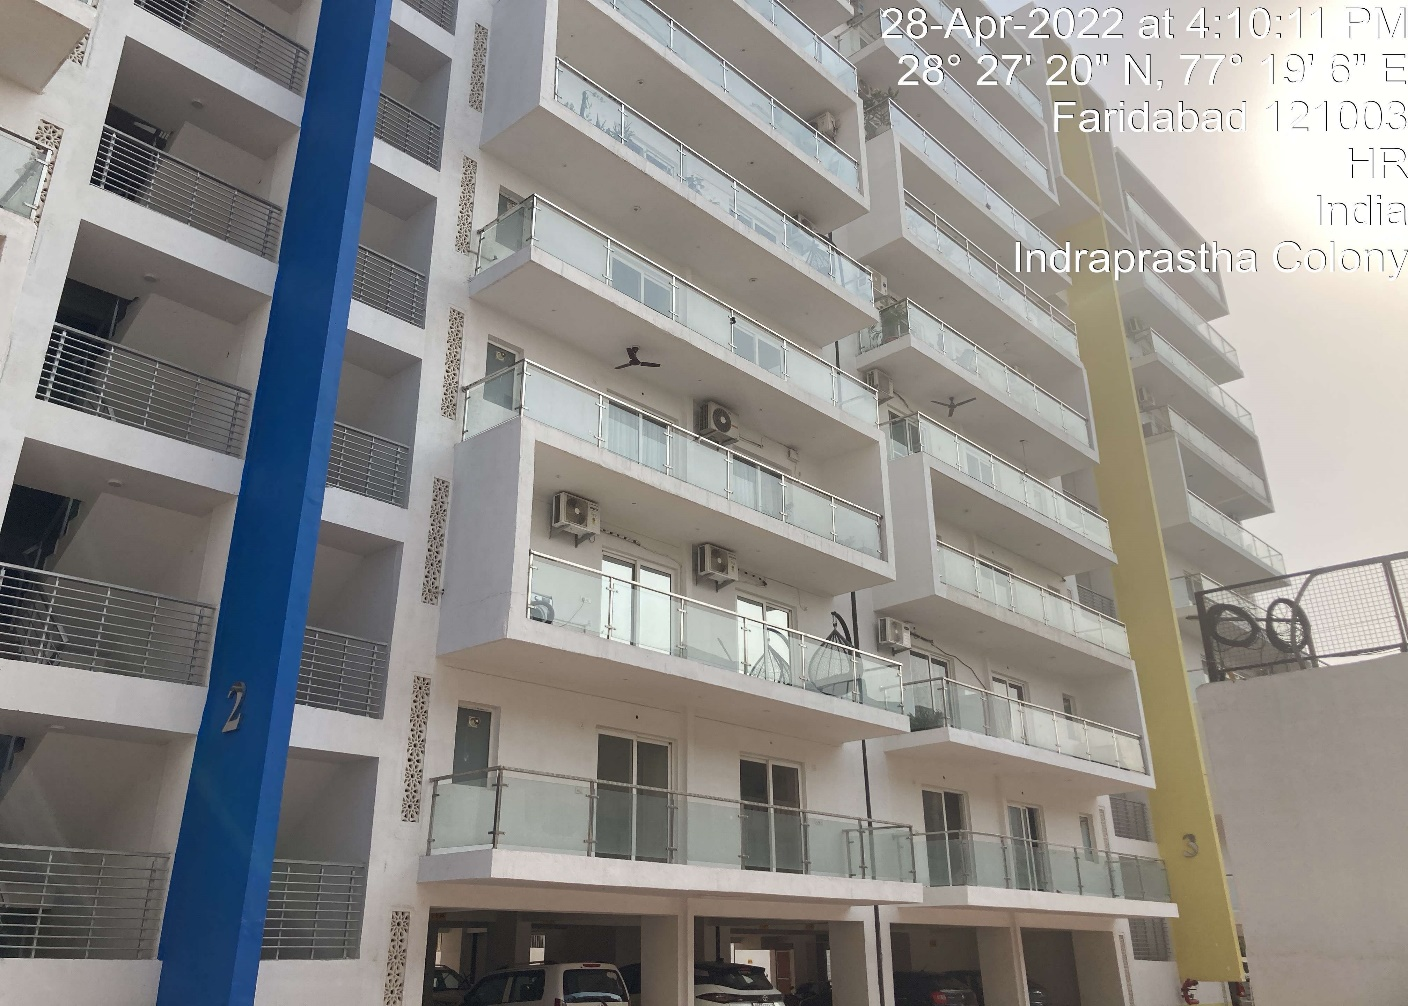 28-Apr-2022 at 4:10:11 PM
28° 27' 20" N, 77° 19' 6" E
Faridabad 121003
HR
India
Indraprastha Colony
2
3